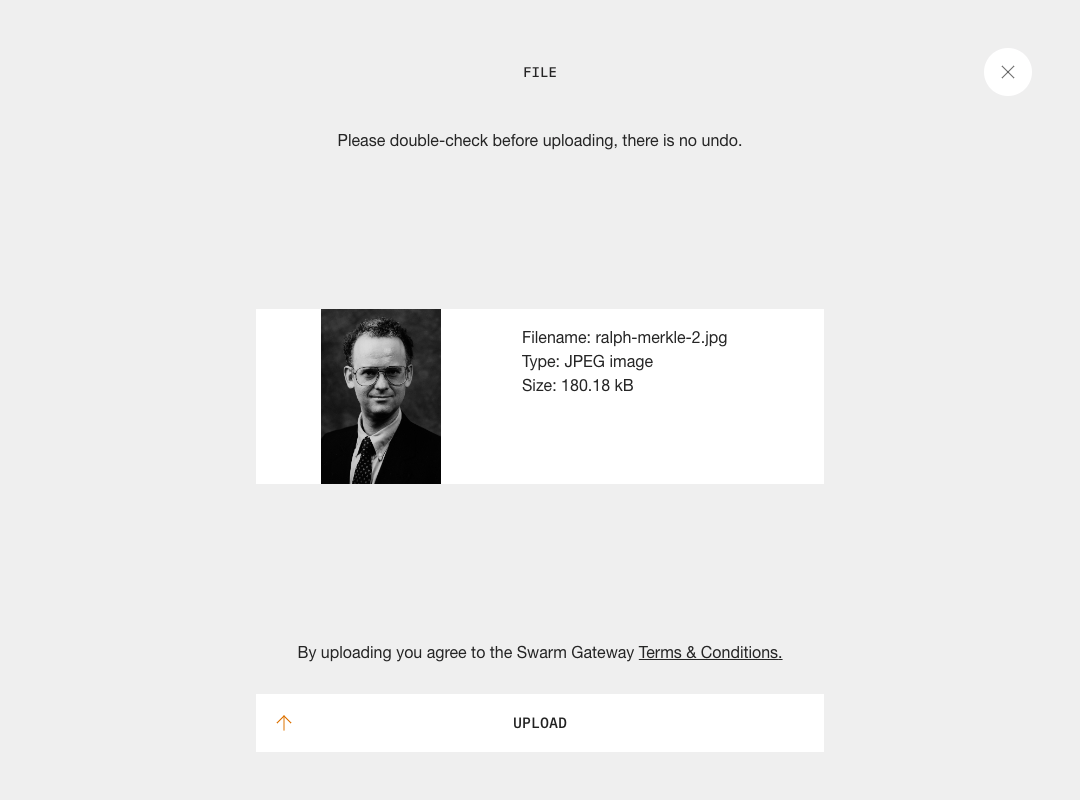 FILE
Please double-check before uploading, there is no undo.
Filename: ralph-merkle-2.jpg
Type: JPEG image
Size: 180.18 kB
By uploading you agree to the Swarm Gateway Terms & Conditions.
UPLOAD